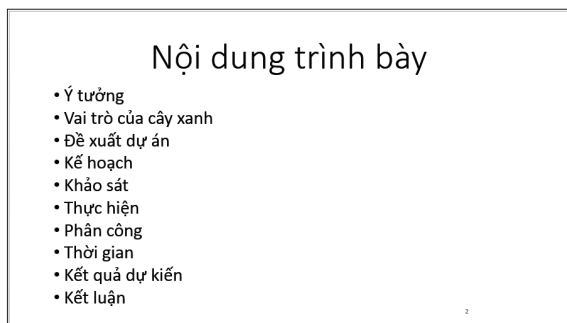 Nội dung trình bày
• Ý tưởng
• Vai trò của cây xanh
• Đề xuất dự án
• Kế hoạch
• Khảo sát
• Thực hiện
• Phân công
• Thời gian
• Kết quả dự kiến
• Kết luận
2